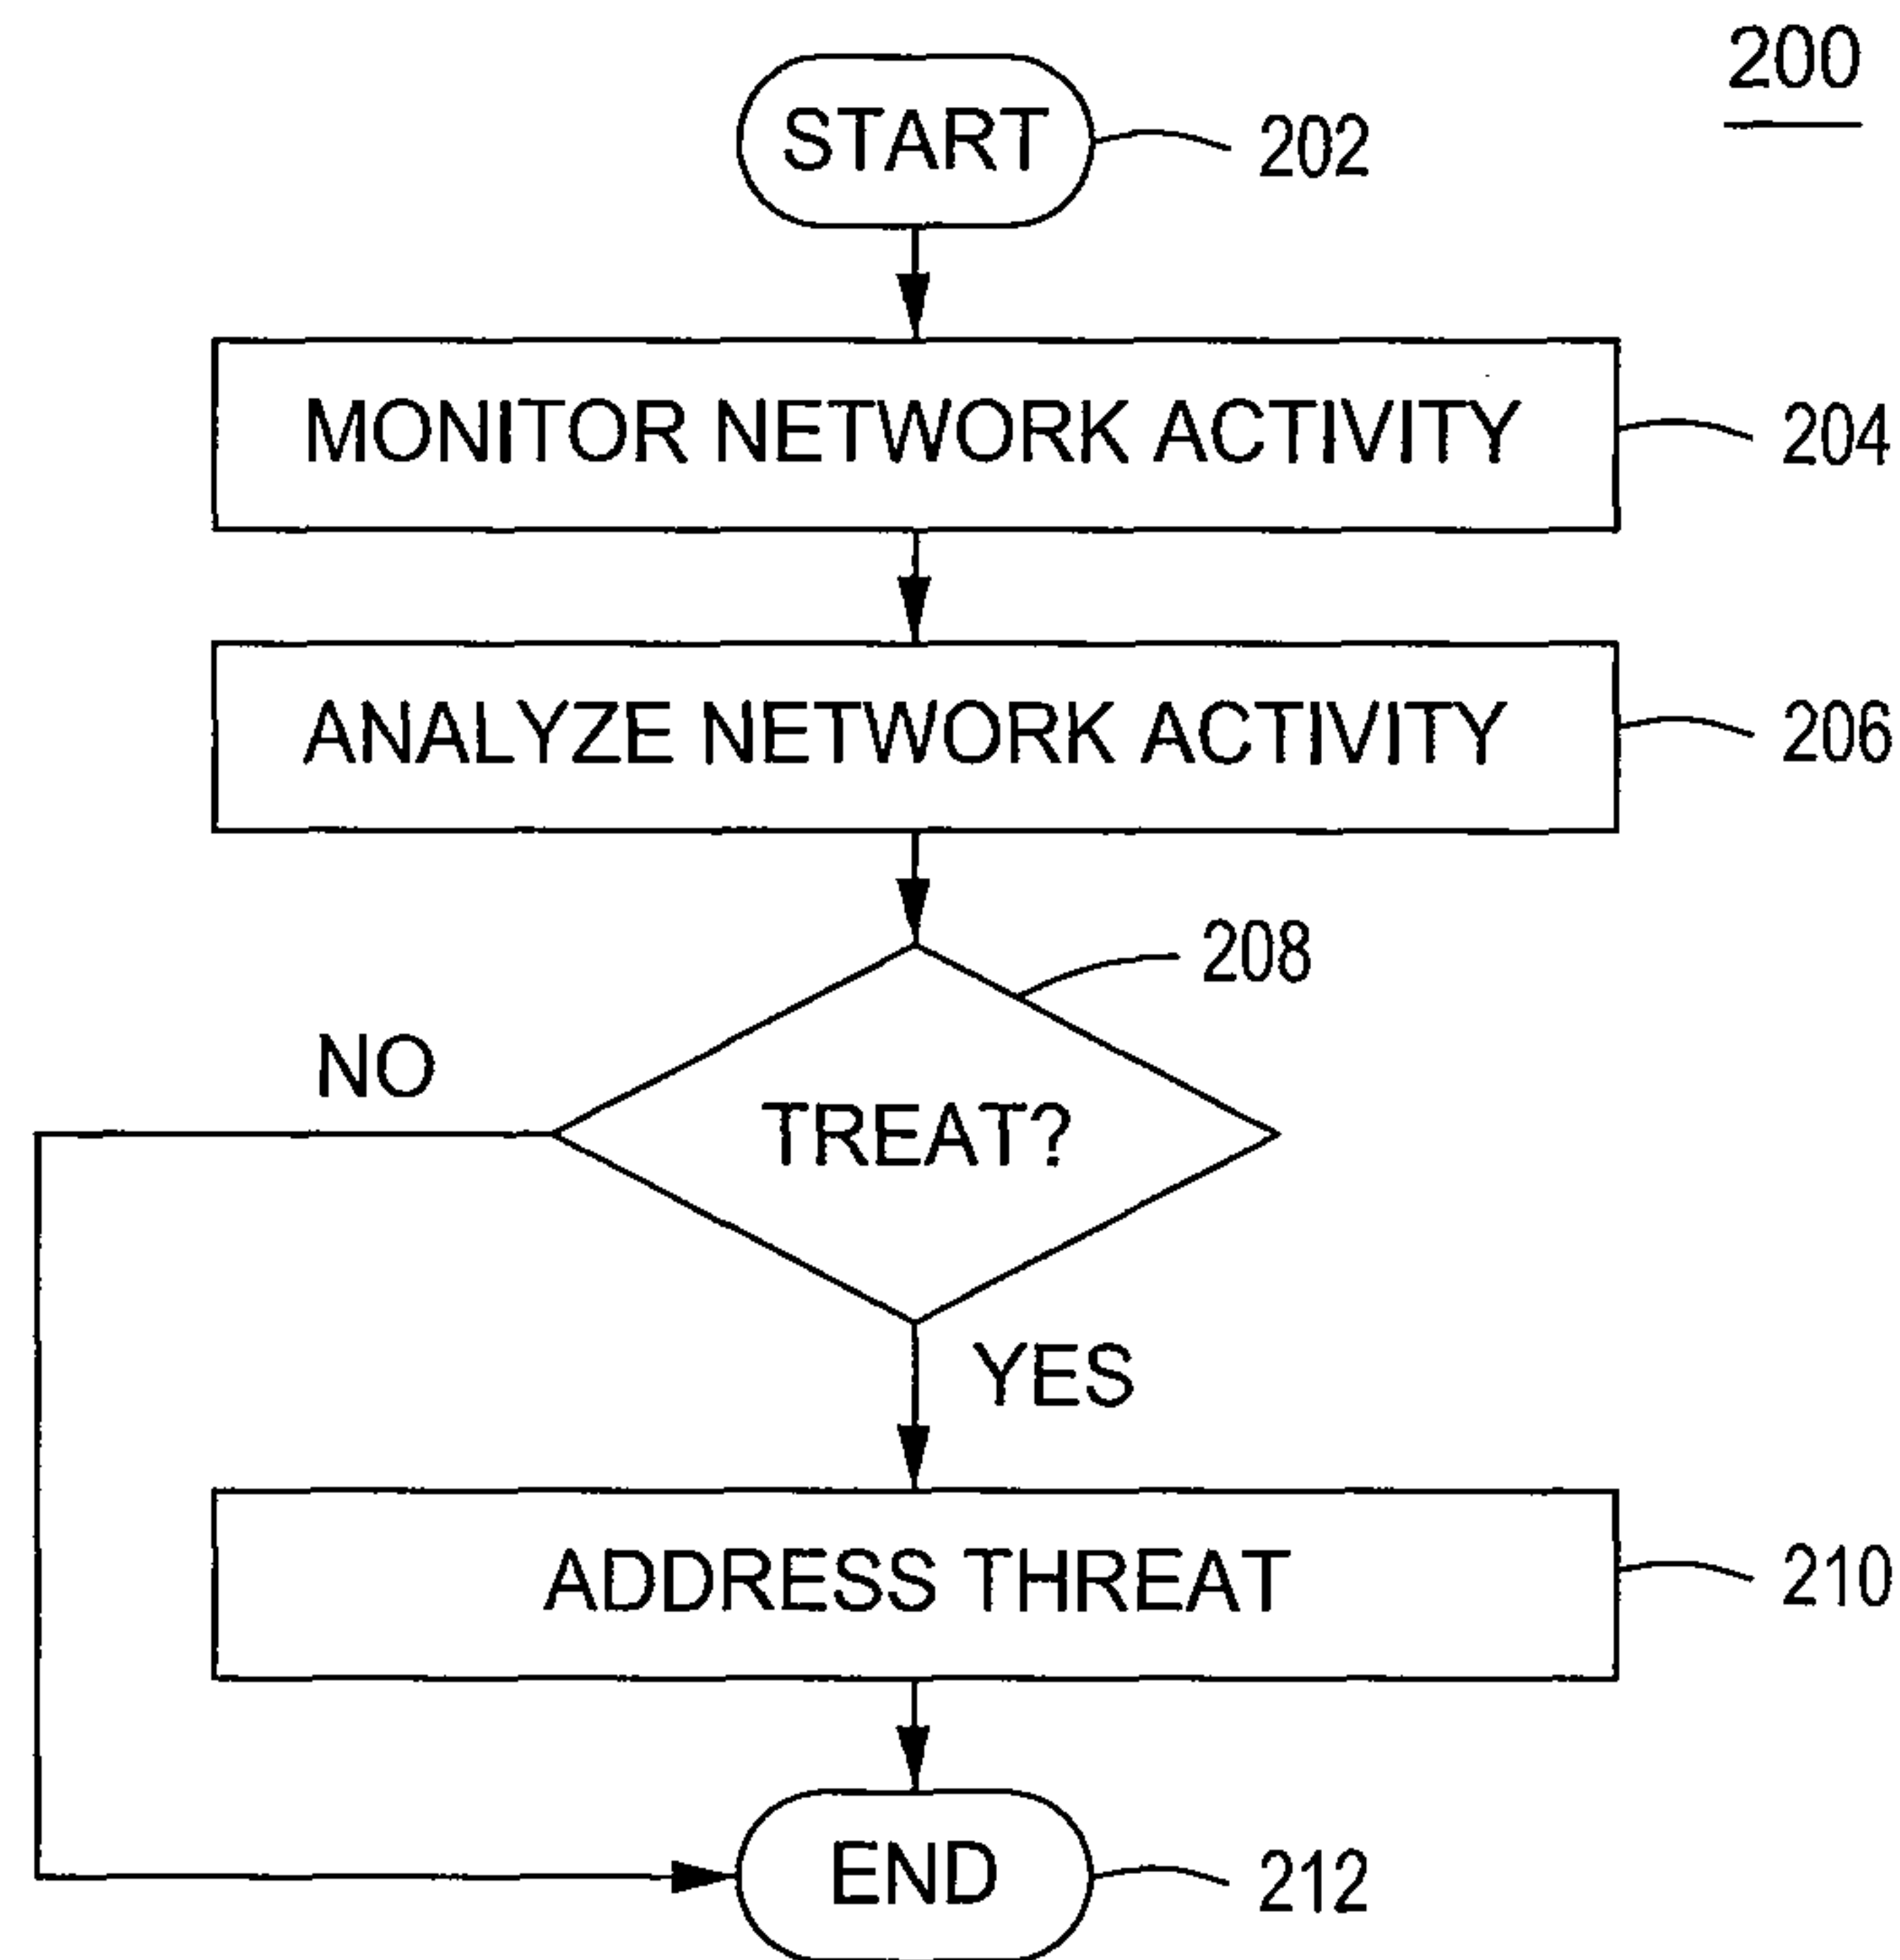 200
START
202
MONITOR NETWORK ACTIVITY
204
ANALYZE NETWORK ACTIVITY
206
208
NO
TREAT?
YES
ADDRESS THREAT
210
END
212